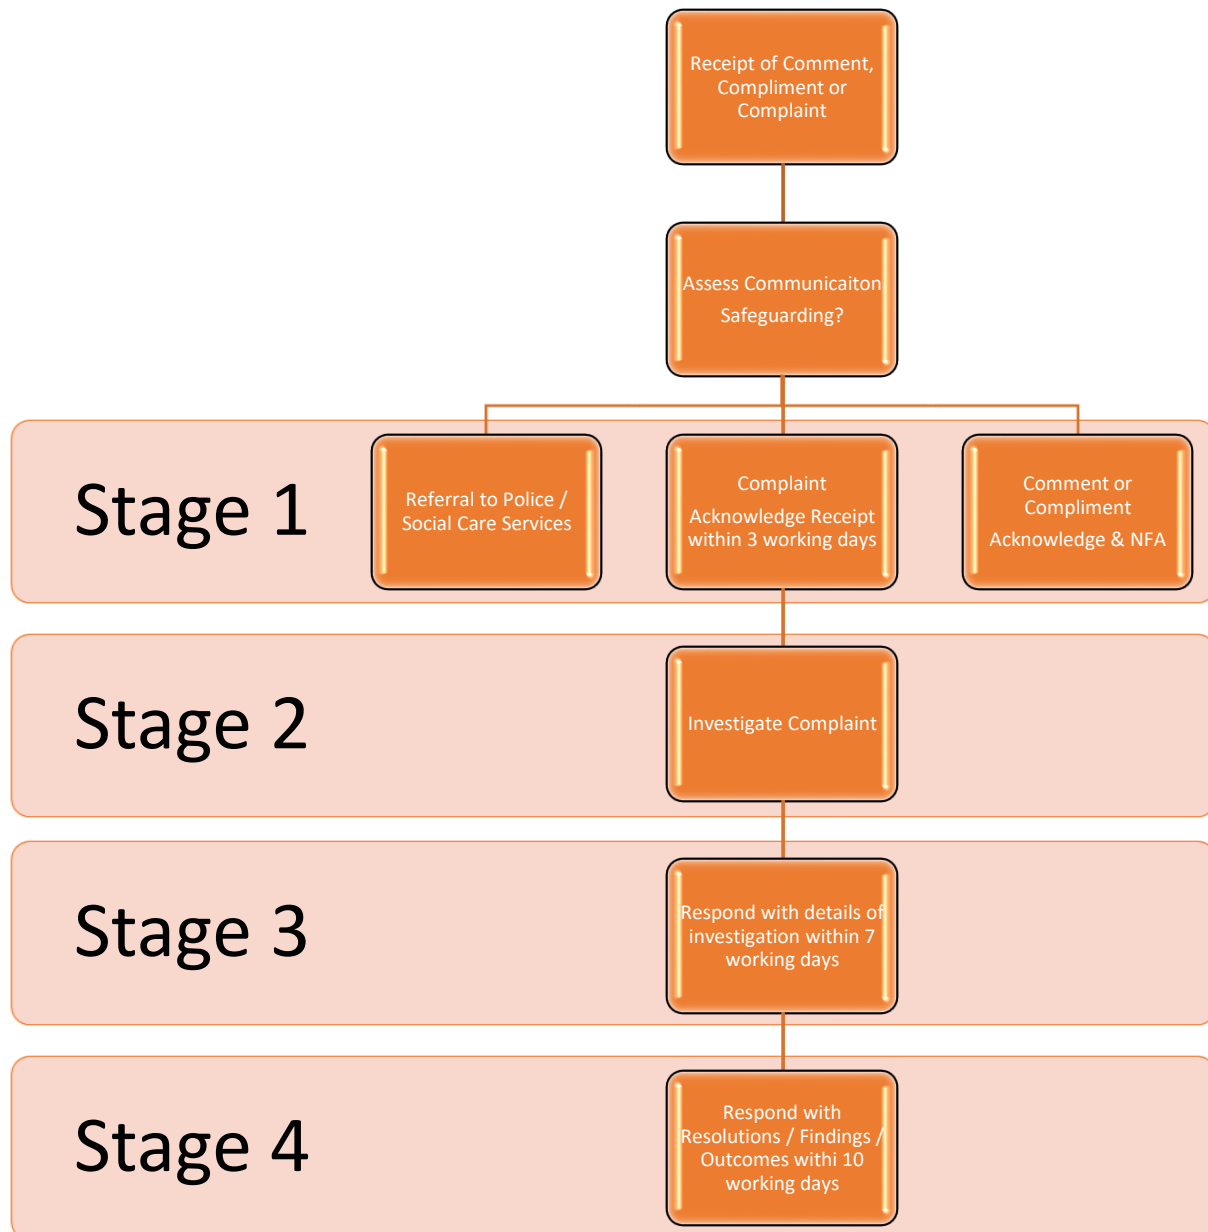 Receipt of Comment,
Compliment or
Complaint
Assess Communicaiton
Safeguarding?
Stage 1
Referral to Police /
Social Care Services
Complaint
Acknowledge Receipt
within 3 working days
Comment or
Compliment
Acknowledge & NFA
Stage 2
Investigate Complaint
Stage 3
Respond with details of
investigation within 7
working days
Stage 4
Respond with
Resolutions / Findings /
Outcomes withi 10
working days